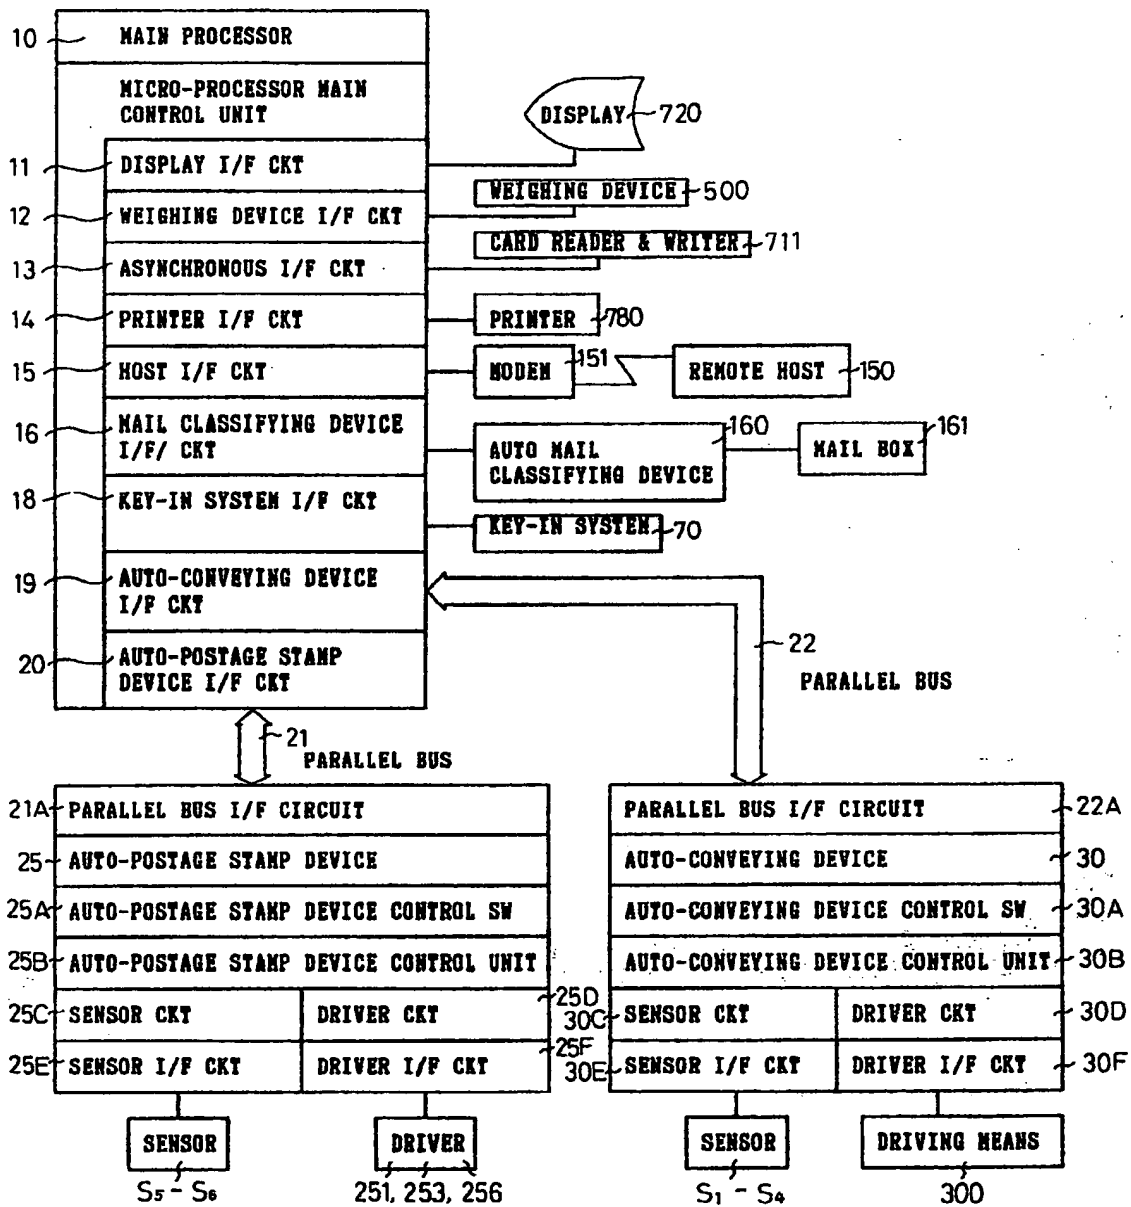 10 MAIN PROCESSOR
MICRO-PROCESSOR MAIN
CONTROL UNIT
DISPLAY 720
11 DISPLAY I/F CKT
WEIGHING DEVICE 500
12 WEIGHING DEVICE I/F CKT
CARD READER & WRITER 711
13 ASYNCHRONOUS I/F CKT
14 PRINTER I/F CKT
PRINTER 780
15 HOST I/F CKT
MODEM 151
REMOTE HOST 150
16 MAIL CLASSIFYING DEVICE
I/F/ CKT
AUTO MAIL 160
CLASSIFYING DEVICE
MAIL BOX 161
18 KEY-IN SYSTEM I/F CKT
KEY-IN SYSTEM 70
19 AUTO-CONVEYING DEVICE
I/F CKT
20 AUTO-POSTAGE STAMP
DEVICE I/F CKT
22
PARALLEL BUS
21
PARALLEL BUS
21A PARALLEL BUS I/F CIRCUIT
25 AUTO-POSTAGE STAMP DEVICE
25A AUTO-POSTAGE STAMP DEVICE CONTROL SW
25B AUTO-POSTAGE STAMP DEVICE CONTROL UNIT
25C SENSOR CKT
DRIVER CKT 25D
25E SENSOR I/F CKT
DRIVER I/F CKT 25F
SENSOR
S5 - S6
DRIVER
251, 253, 256
PARALLEL BUS I/F CIRCUIT 22A
AUTO-CONVEYING DEVICE 30
AUTO-CONVEYING DEVICE CONTROL SW 30A
AUTO-CONVEYING DEVICE CONTROL UNIT 30B
30C SENSOR CKT
DRIVER CKT 30D
30E SENSOR I/F CKT
DRIVER I/F CKT 30F
SENSOR
S1 - S4
DRIVING MEANS
300